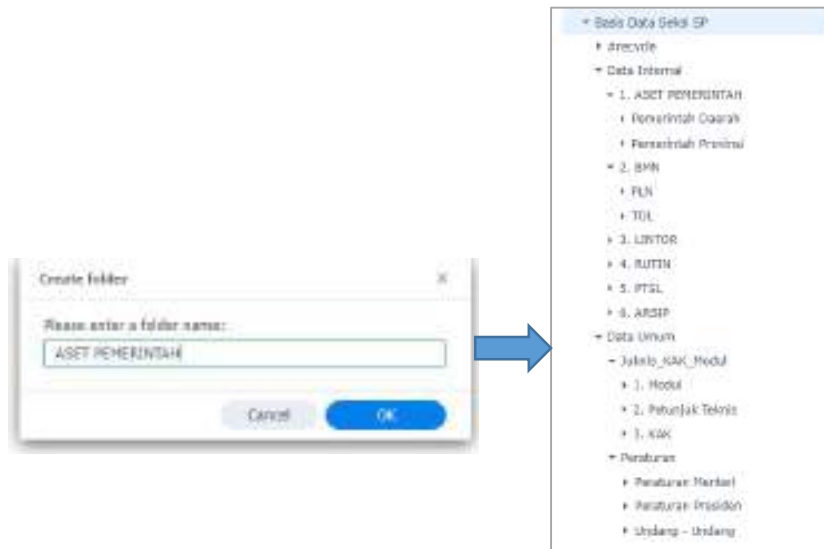 Create folder
Please enter a folder name:
ASET PEMERINTAH
Cancel
OK
Basis Data Seksi SP
#recycle
Data Internal
1. ASET PEMERINTAH
Pemerintah Daerah
Pemerintah Provinsi
2. BMN
PLN
TOL
3. LINTOR
4. RUTIN
5. PTSL
6. ARSIP
Data Umum
Juknis_KAK_Modul
1. Modul
2. Petunjuk Teknis
3. KAK
Peraturan
Peraturan Menteri
Peraturan Presiden
Undang - Undang